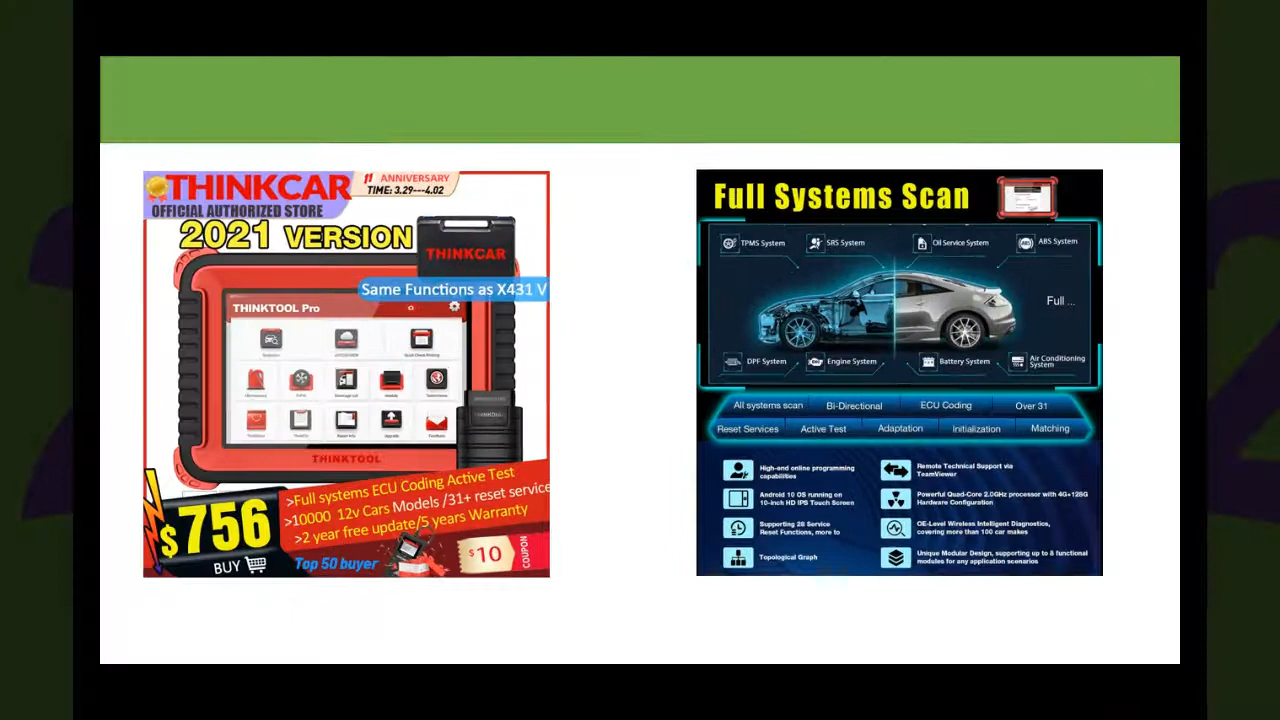 THINKCAR
OFFICIAL AUTHORIZED STORE
11 ANNIVERSARY
TIME: 3.29---4.02
2021 VERSION
THINKCAR
Same Functions as X431 V
THINKTOOL Pro
Quick Check Printing
THINKTOOL
$756
BUY
>Full systems ECU Coding Active Test
>10000 12v Cars Models /31+ reset service
>2 year free update/5 years Warranty
Top 50 buyer
$10
COUPON
Full Systems Scan
TPMS System
SRS System
Oil Service System
ABS System
Full ...
DPF System
Engine System
Battery System
Air Conditioning
System
All systems scan
Bi-Directional
ECU Coding
Over 31
Reset Services
Active Test
Adaptation
Initialization
Matching
High-end online programming
capabilities
Remote Technical Support via
TeamViewer
Android 10 OS running on
10-inch HD IPS Touch Screen
Powerful Quad-Core 2.0GHz processor with 4G+128G
Hardware Configuration
Supporting 28 Service
Reset Functions, more to
OE-Level Wireless Intelligent Diagnostics,
covering more than 100 car makes
Topological Graph
Unique Modular Design, supporting up to 8 functional
modules for any application scenarios